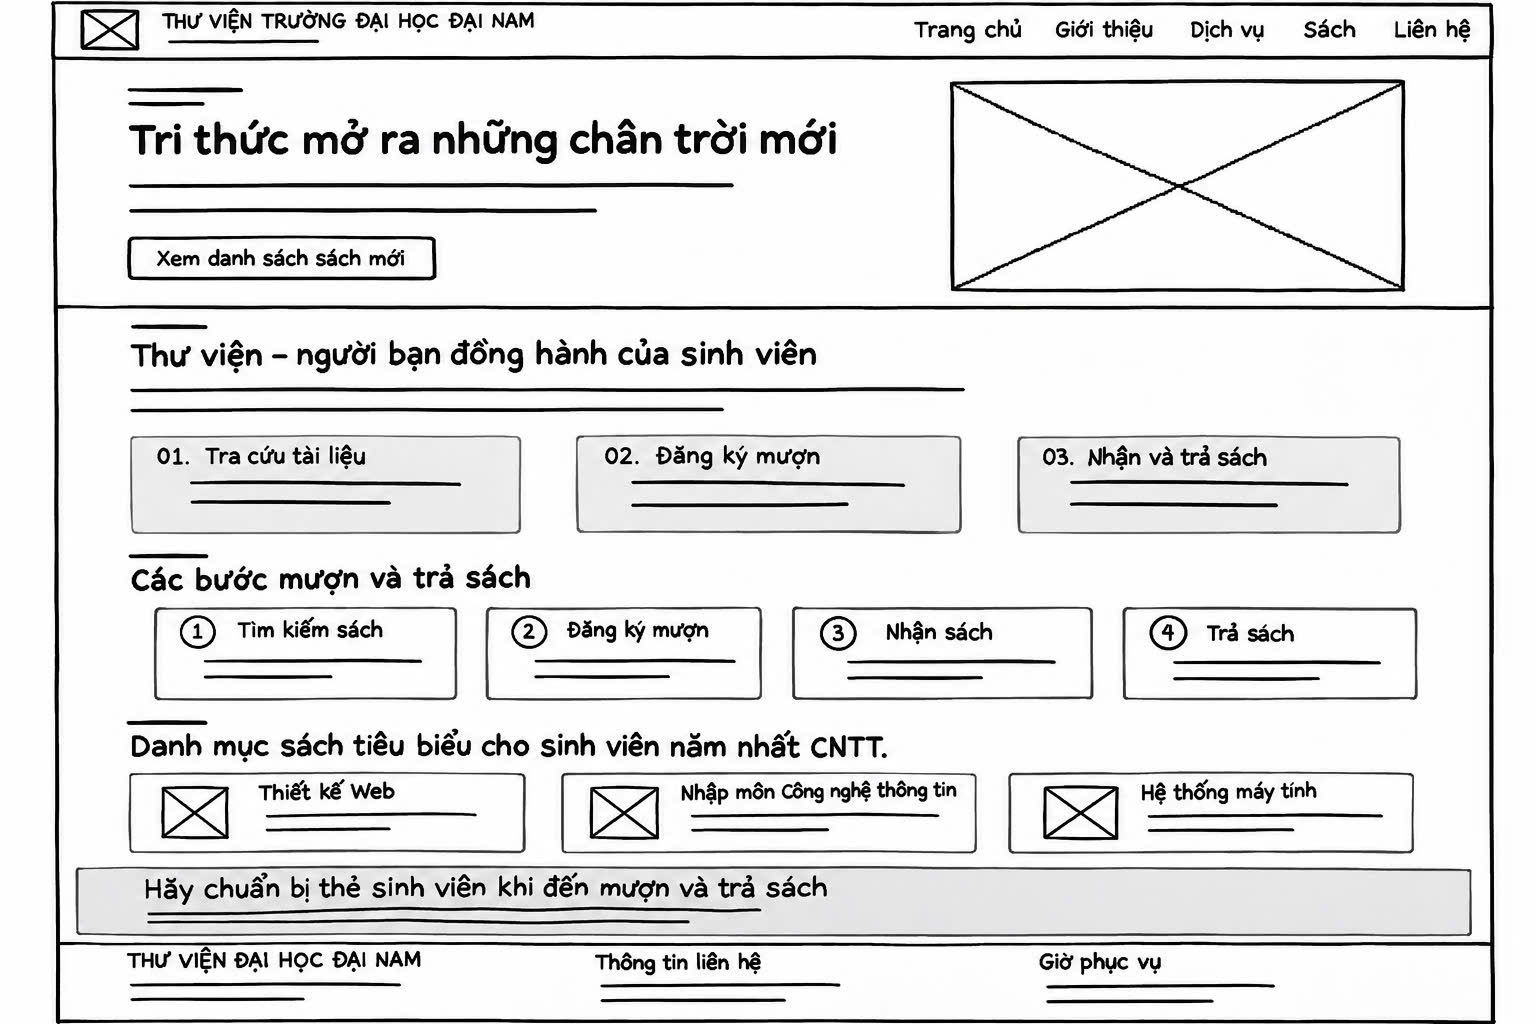 THƯ VIỆN TRƯỜNG ĐẠI HỌC ĐẠI NAM
Trang chủ Giới thiệu Dịch vụ Sách Liên hệ
Tri thức mở ra những chân trời mới
Xem danh sách sách mới
Thư viện – người bạn đồng hành của sinh viên
01. Tra cứu tài liệu
02. Đăng ký mượn
03. Nhận và trả sách
Các bước mượn và trả sách
1 Tìm kiếm sách
2 Đăng ký mượn
3 Nhận sách
4 Trả sách
Danh mục sách tiêu biểu cho sinh viên năm nhất CNTT.
Thiết kế Web
Nhập môn Công nghệ thông tin
Hệ thống máy tính
Hãy chuẩn bị thẻ sinh viên khi đến mượn và trả sách
THƯ VIỆN ĐẠI HỌC ĐẠI NAM
Thông tin liên hệ
Giờ phục vụ